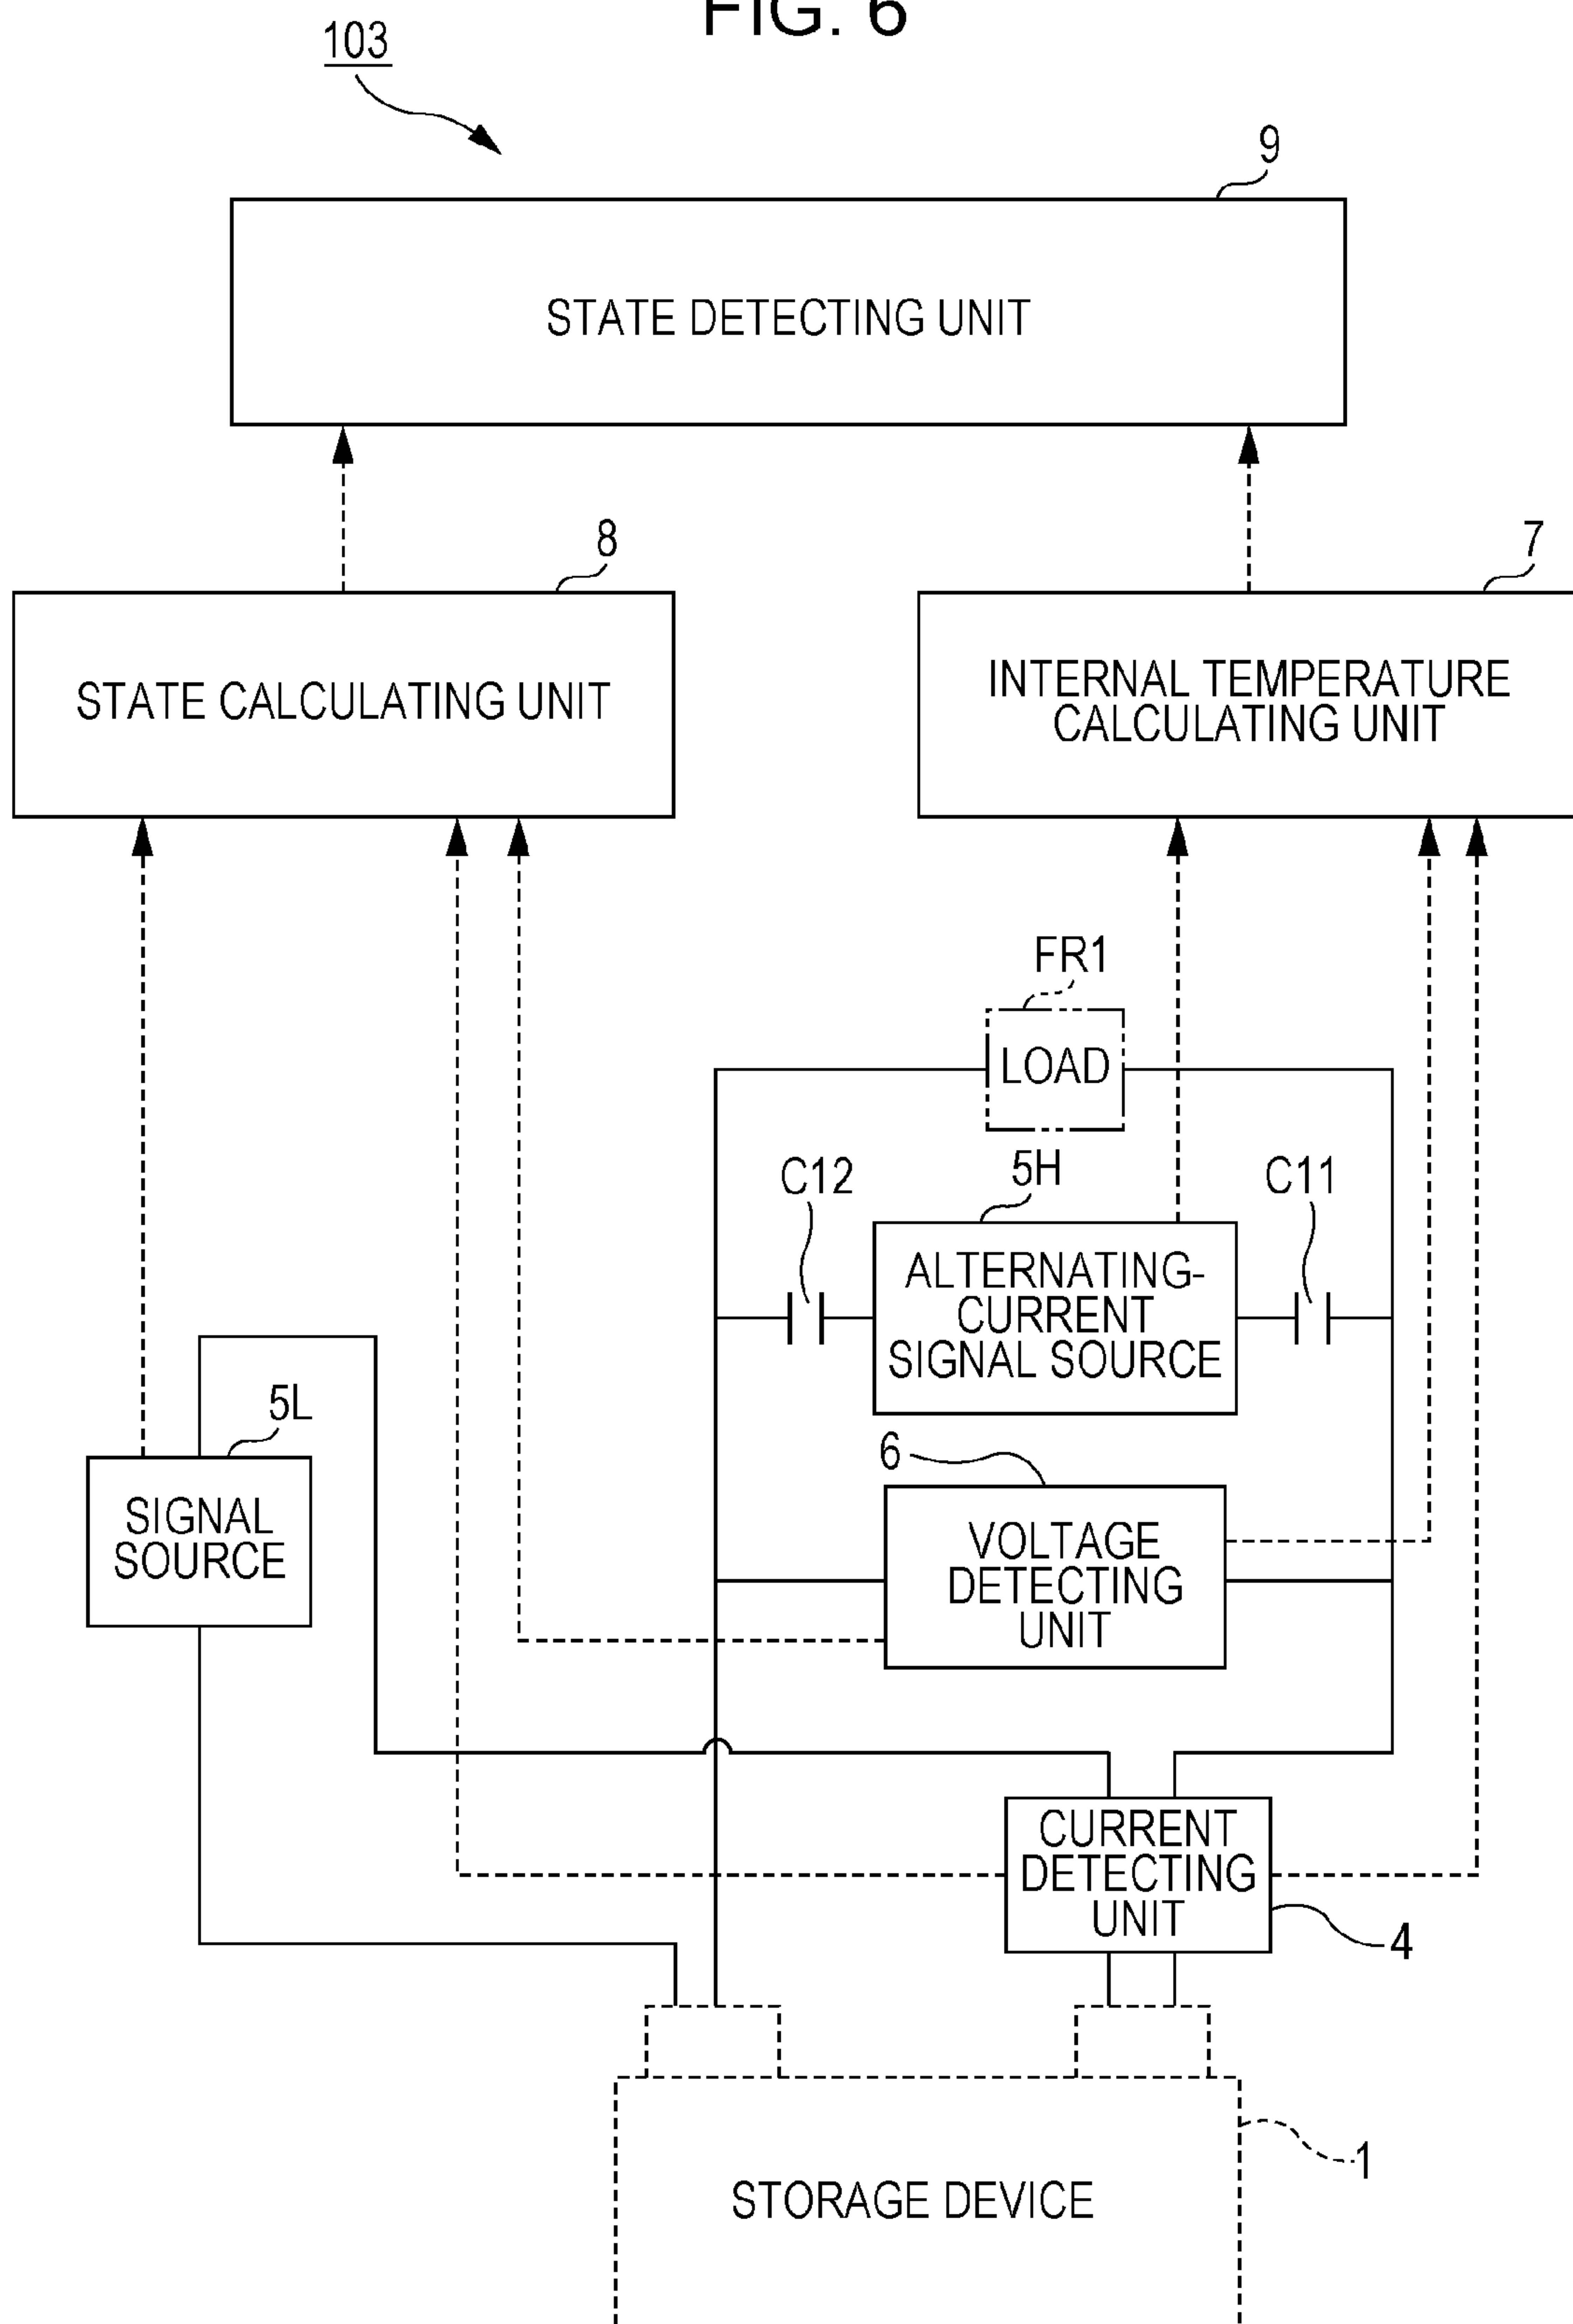 FIG. 6
103
9
STATE DETECTING UNIT
8
7
STATE CALCULATING UNIT
INTERNAL TEMPERATURE
CALCULATING UNIT
FR1
LOAD
C12
5H
C11
ALTERNATING-
CURRENT
SIGNAL SOURCE
5L
6
SIGNAL
SOURCE
VOLTAGE
DETECTING
UNIT
CURRENT
DETECTING
UNIT
4
1
STORAGE DEVICE